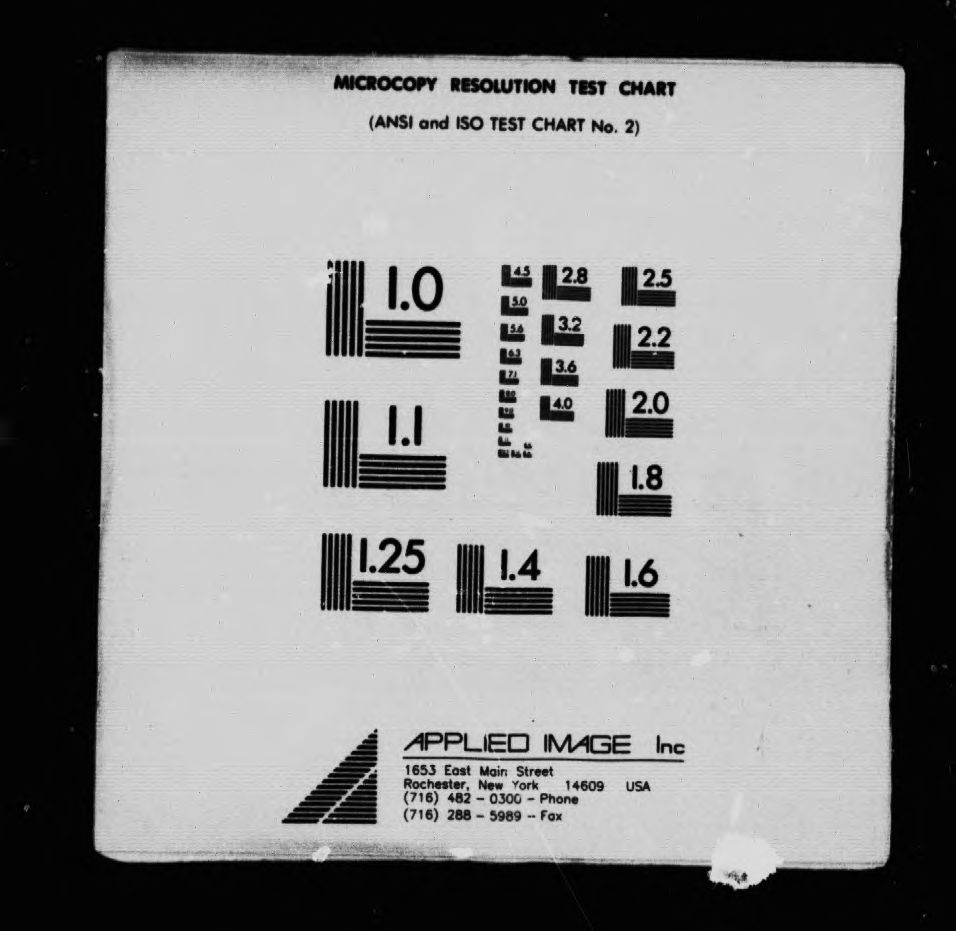 MICROCOPY RESOLUTION TEST CHART
(ANSI and ISO TEST CHART No. 2)
1.0
1.1
1.25
1.4
1.6
1.8
2.0
2.2
2.5
2.8
3.2
3.6
4.0
4.5
5.0
5.6
6.3
7.1
8.0
9.0
APPLIED IMAGE Inc
1653 East Main Street
Rochester, New York 14609 USA
(716) 482 - 0300 - Phone
(716) 288 - 5989 - Fax